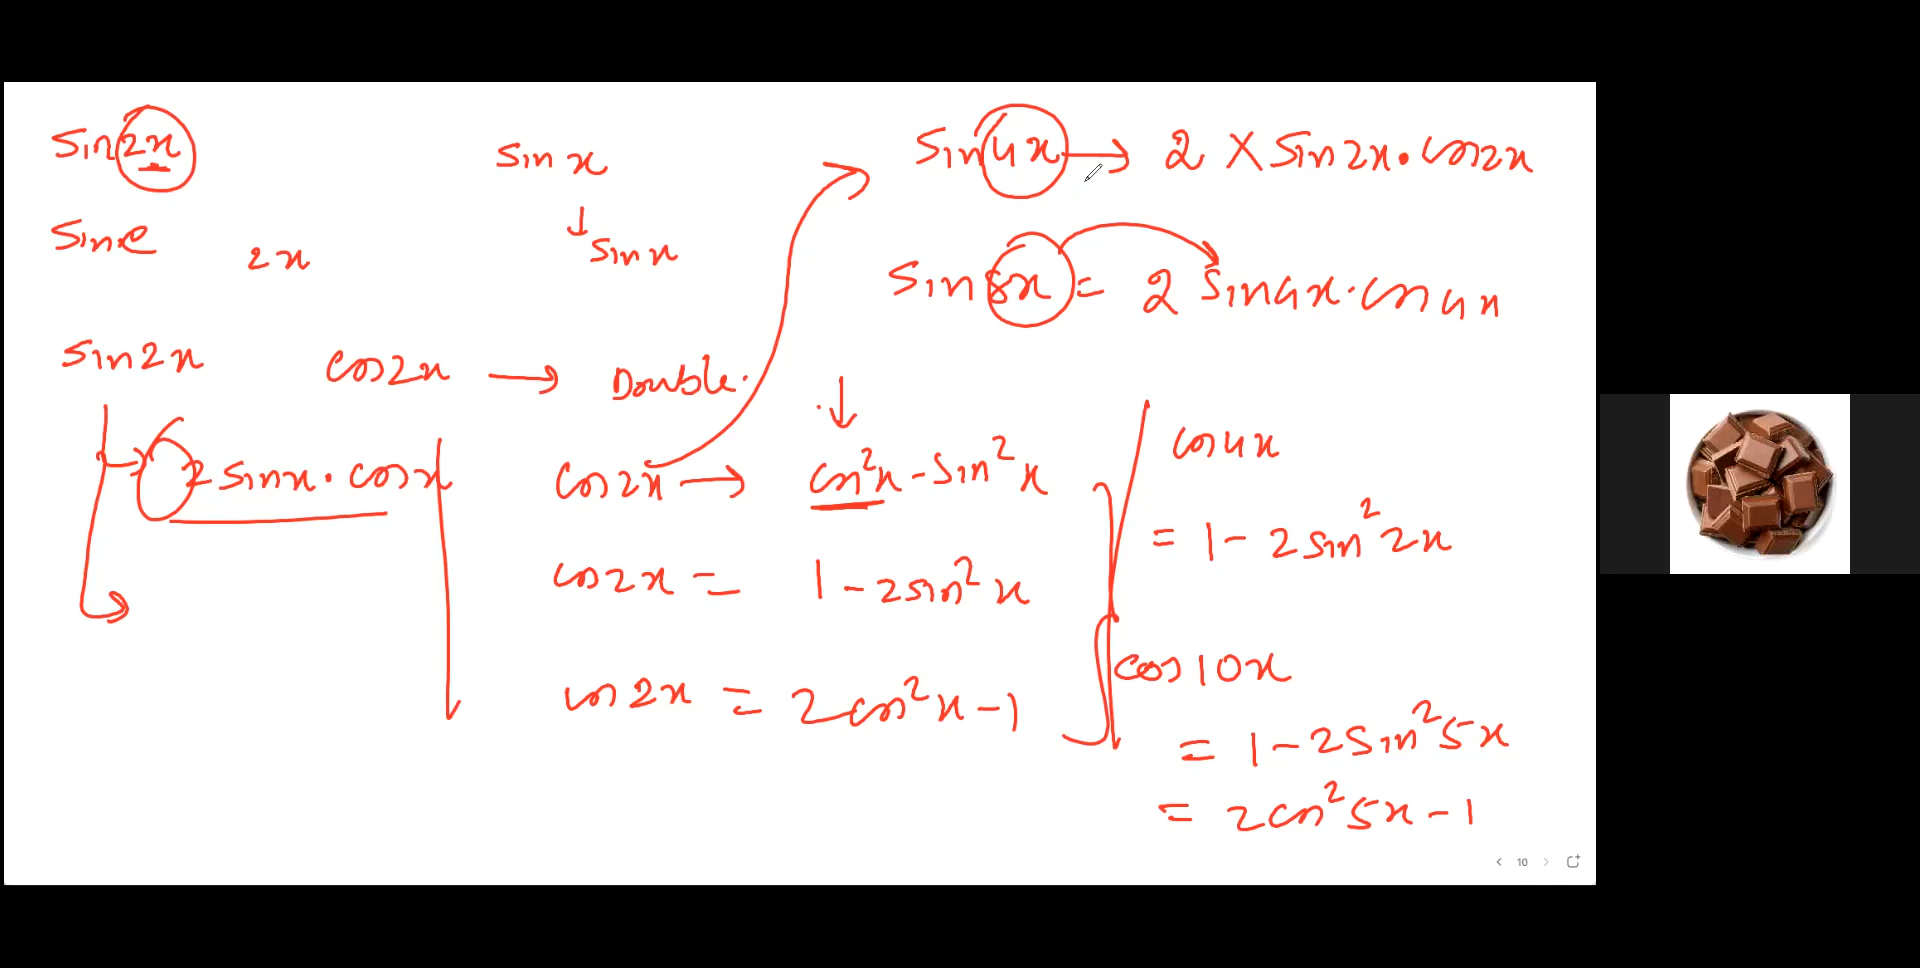 sin2x
sin x
↓
sinx
sine
2x
sin4x → 2 × sin2x · cos2x
sin8x = 2 sin4x · cos4x
sin2x
cos2x → Double.
2 sinx · cosx
cos2x → cos²x - sin²x
cos2x = 1 - 2sin²x
cos2x = 2cos²x - 1
cos4x
= 1 - 2sin²2x
cos10x
= 1 - 2sin²5x
= 2cos²5x - 1
10